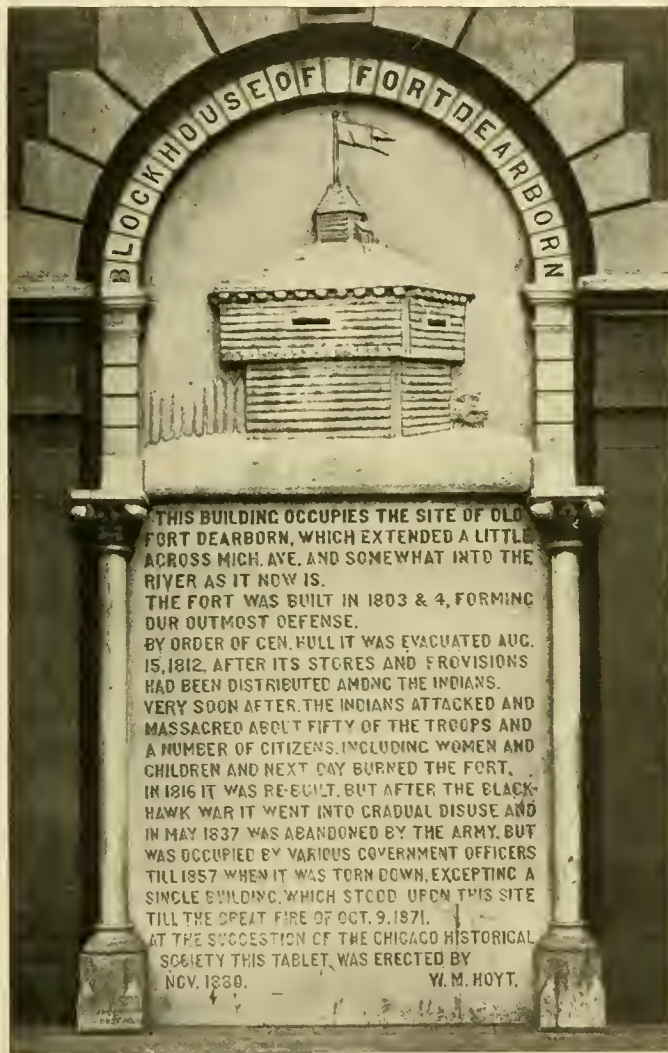 BLOCKHOUSE OF FORT DEARBORN
THIS BUILDING OCCUPIES THE SITE OF OLD
FORT DEARBORN, WHICH EXTENDED A LITTLE
ACROSS MICH. AVE. AND SOMEWHAT INTO THE
RIVER AS IT NOW IS.
THE FORT WAS BUILT IN 1803 & 4, FORMING
OUR OUTMOST DEFENSE.
BY ORDER OF GEN. HULL IT WAS EVACUATED AUG.
15, 1812, AFTER ITS STORES AND PROVISIONS
HAD BEEN DISTRIBUTED AMONG THE INDIANS.
VERY SOON AFTER, THE INDIANS ATTACKED AND
MASSACRED ABOUT FIFTY OF THE TROOPS AND
A NUMBER OF CITIZENS, INCLUDING WOMEN AND
CHILDREN AND NEXT DAY BURNED THE FORT.
IN 1816 IT WAS RE-BUILT, BUT AFTER THE BLACK-
HAWK WAR IT WENT INTO GRADUAL DISUSE AND
IN MAY 1837 WAS ABANDONED BY THE ARMY, BUT
WAS OCCUPIED BY VARIOUS GOVERNMENT OFFICERS
TILL 1857 WHEN IT WAS TORN DOWN, EXCEPTING A
SINGLE BUILDING, WHICH STOOD UPON THIS SITE
TILL THE GREAT FIRE OF OCT. 9, 1871.
AT THE SUGGESTION OF THE CHICAGO HISTORICAL
SOCIETY THIS TABLET WAS ERECTED BY
NOV. 1880. W. M. HOYT.